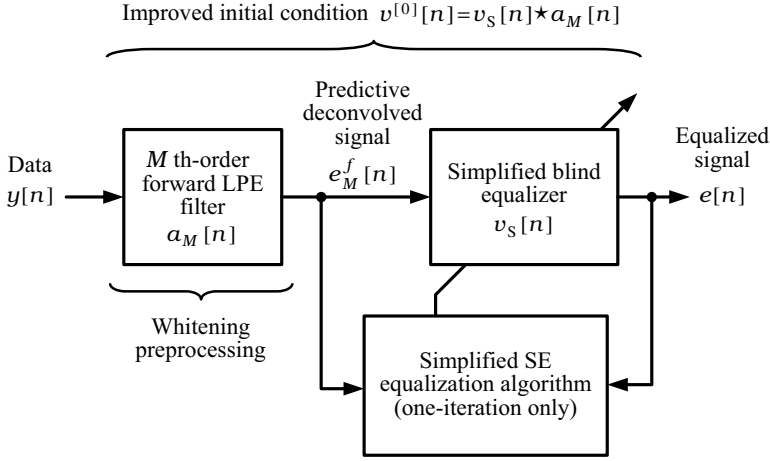 Improved initial condition v^[0][n]=v_S[n]★a_M[n]
Predictive
deconvolved
signal
e_M^f[n]
Data
y[n]
M th-order
forward LPE
filter
a_M[n]
Simplified blind
equalizer
v_S[n]
Equalized
signal
e[n]
Whitening
preprocessing
Simplified SE
equalization algorithm
(one-iteration only)